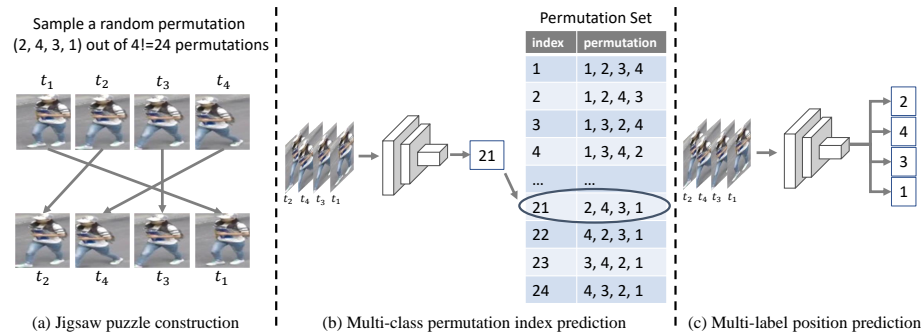 Sample a random permutation
(2, 4, 3, 1) out of 4!=24 permutations
t₁ t₂ t₃ t₄
t₂ t₄ t₃ t₁
(a) Jigsaw puzzle construction
t₂ t₄ t₃ t₁
21
Permutation Set
index permutation
1 1, 2, 3, 4
2 1, 2, 4, 3
3 1, 3, 2, 4
4 1, 3, 4, 2
... ...
21 2, 4, 3, 1
22 4, 2, 3, 1
23 3, 4, 2, 1
24 4, 3, 2, 1
(b) Multi-class permutation index prediction
t₂ t₄ t₃ t₁
2
4
3
1
(c) Multi-label position prediction